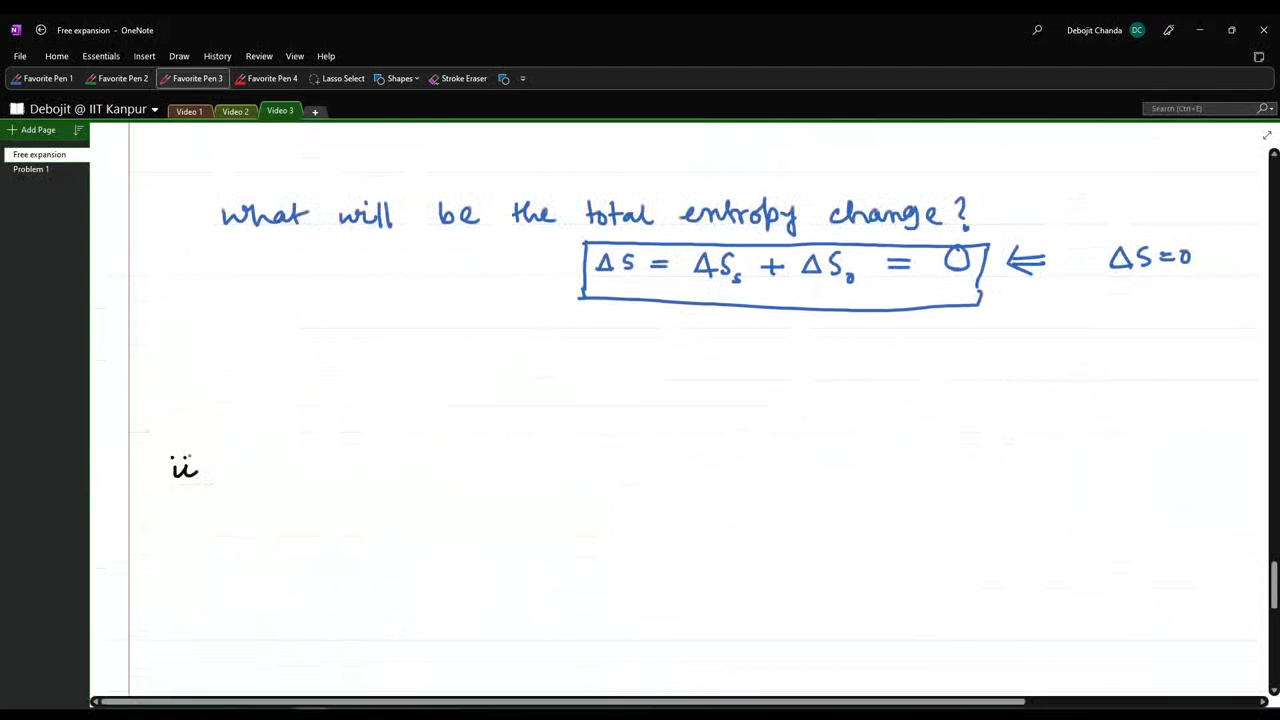 Free expansion - OneNote
Debojit Chanda DC
File Home Essentials Insert Draw History Review View Help
Favorite Pen 1 Favorite Pen 2 Favorite Pen 3 Favorite Pen 4 Lasso Select Shapes Stroke Eraser
Debojit @ IIT Kanpur Video 1 Video 2 Video 3 Search (Ctrl+E)
Add Page
Free expansion
Problem 1
what will be the total entropy change?
ΔS = ΔSₛ + ΔS₀ = 0 ⇐ ΔS=0
ii